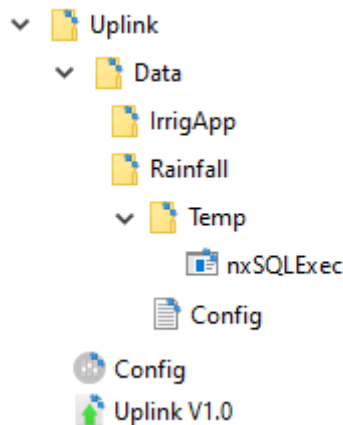 Uplink
Data
IrrigApp
Rainfall
Temp
nxSQLExec
Config
Config
Uplink V1.0